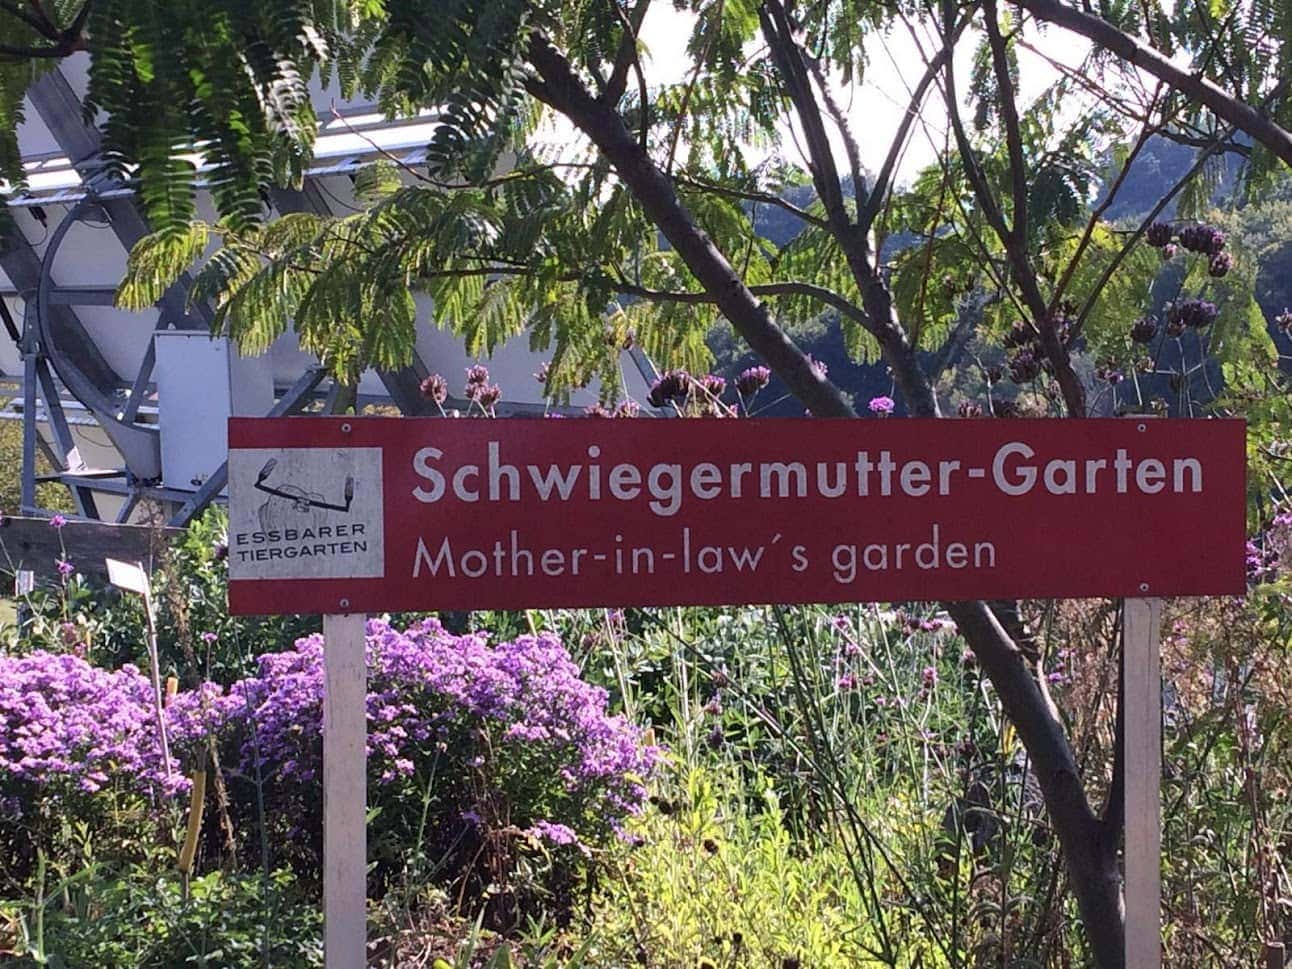 ESSBARER
TIERGARTEN
Schwiegermutter-Garten
Mother-in-law´s garden